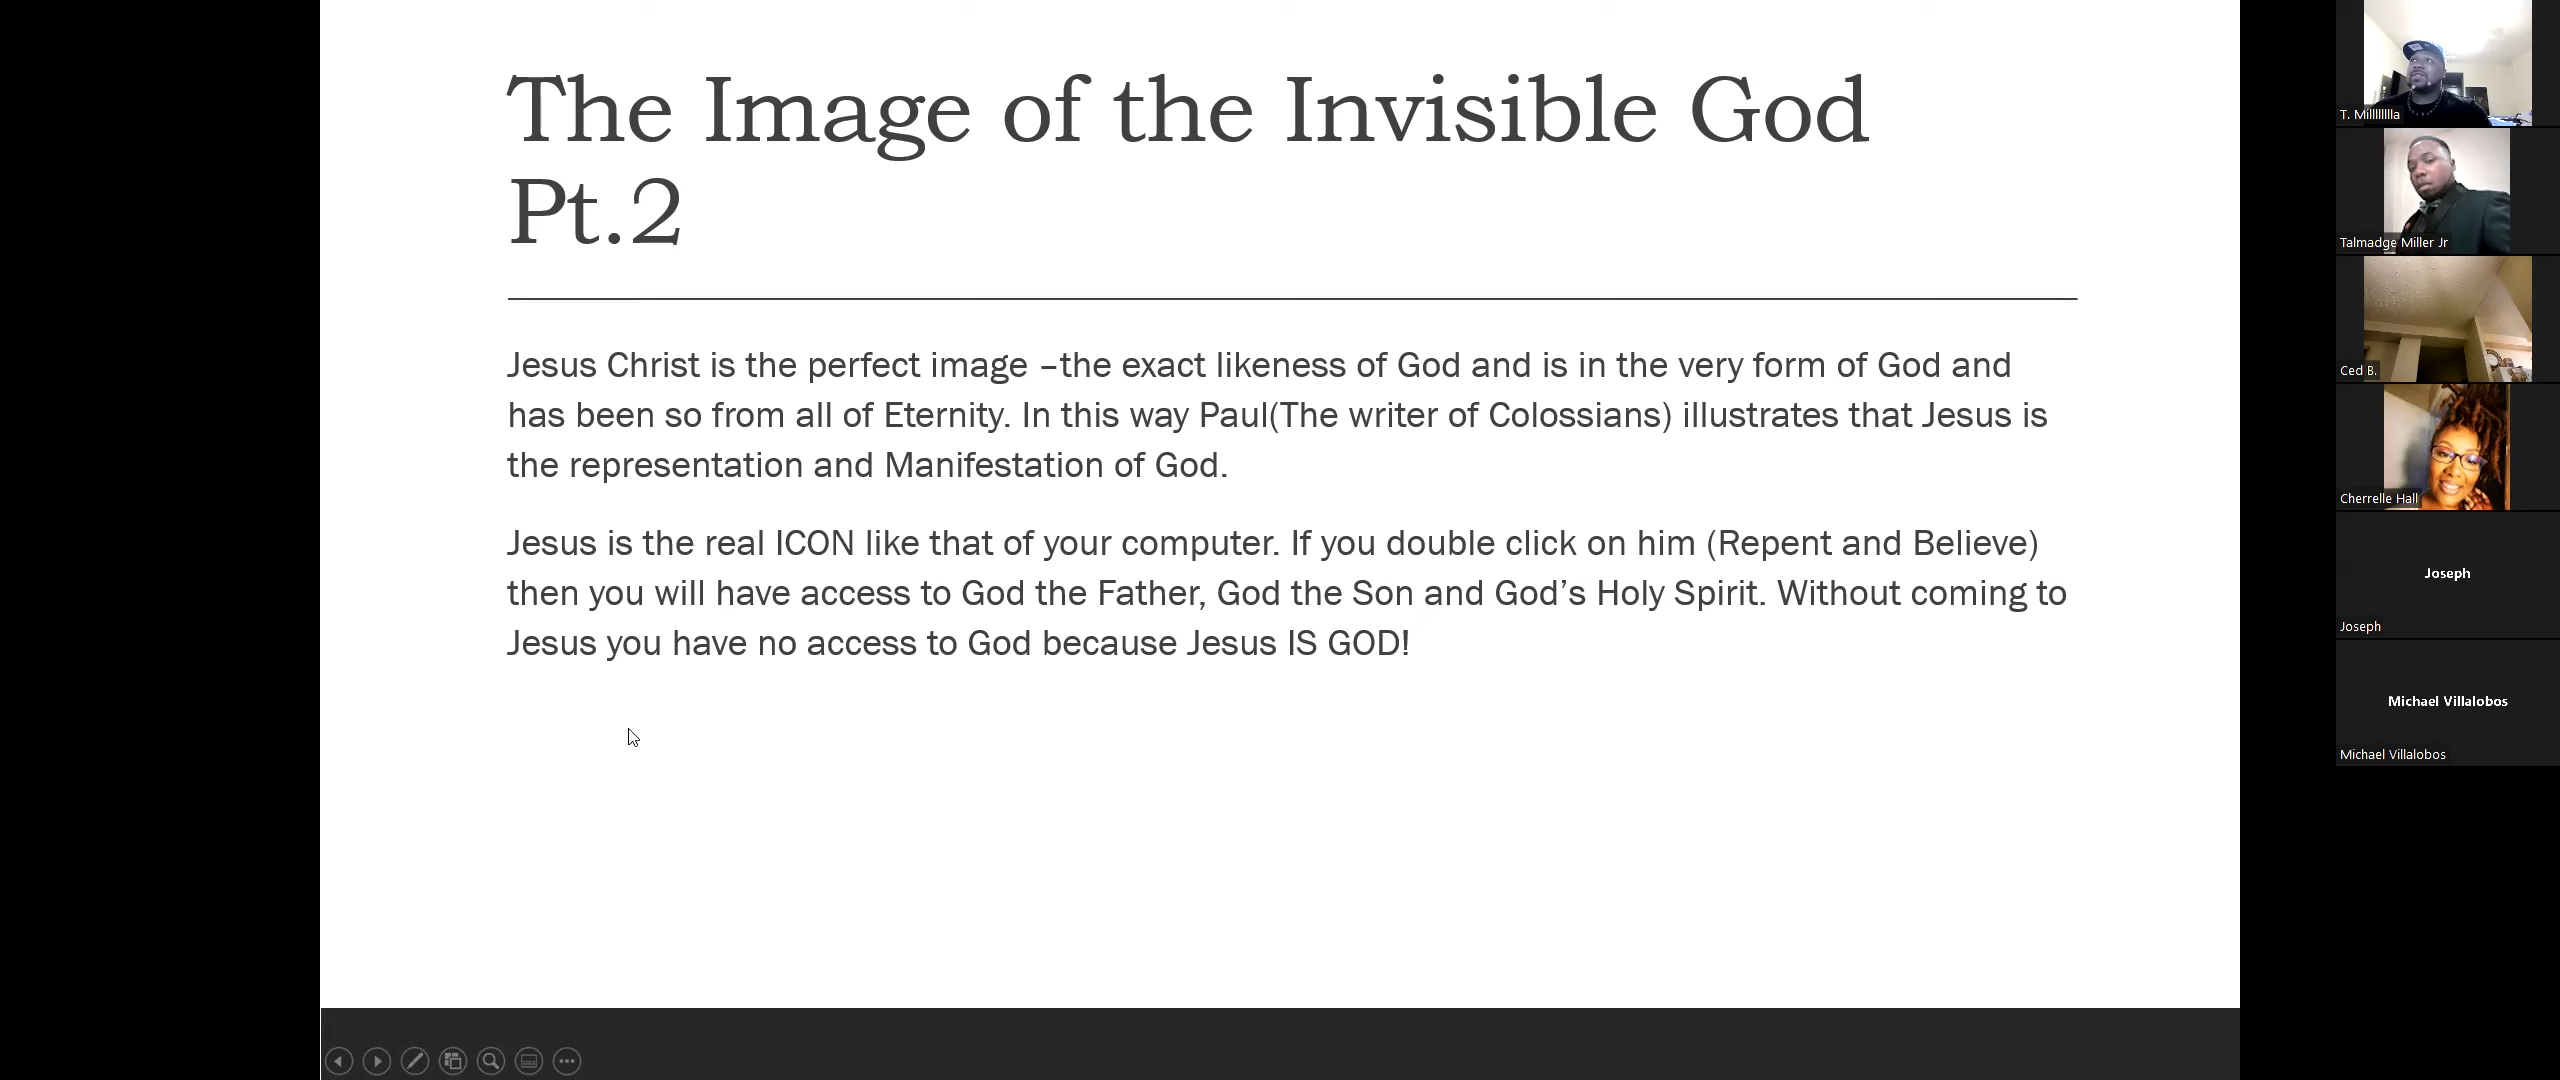 The Image of the Invisible God
Pt.2
Jesus Christ is the perfect image –the exact likeness of God and is in the very form of God and
has been so from all of Eternity. In this way Paul(The writer of Colossians) illustrates that Jesus is
the representation and Manifestation of God.
Jesus is the real ICON like that of your computer. If you double click on him (Repent and Believe)
then you will have access to God the Father, God the Son and God’s Holy Spirit. Without coming to
Jesus you have no access to God because Jesus IS GOD!
T. Millllllllla
Talmadge Miller Jr
Ced B.
Cherrelle Hall
Joseph
Joseph
Michael Villalobos
Michael Villalobos